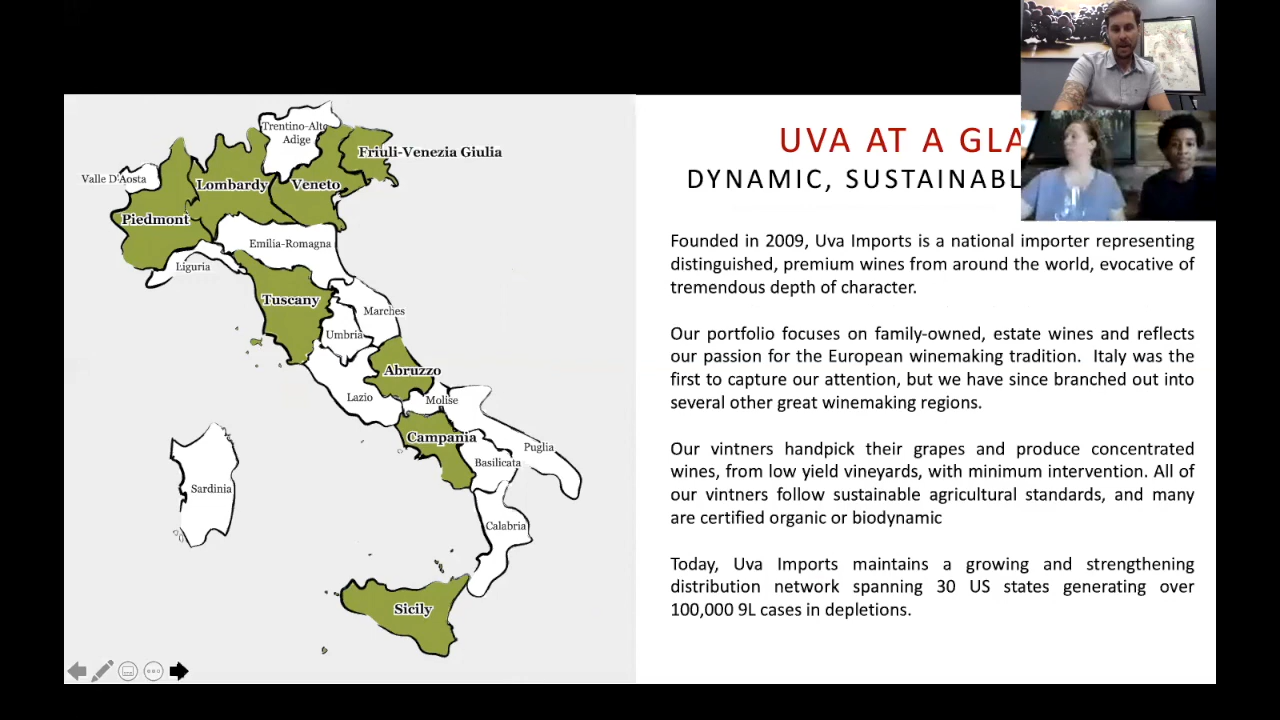 Trentino-Alto
Adige
Friuli-Venezia Giulia
Valle D'Aosta
Lombardy
Veneto
Piedmont
Emilia-Romagna
Liguria
Tuscany
Marches
Umbria
Abruzzo
Lazio
Molise
Campania
Puglia
Basilicata
Sardinia
Calabria
Sicily
UVA AT A GLA
DYNAMIC, SUSTAINABL
Founded in 2009, Uva Imports is a national importer representing
distinguished, premium wines from around the world, evocative of
tremendous depth of character.
Our portfolio focuses on family-owned, estate wines and reflects
our passion for the European winemaking tradition. Italy was the
first to capture our attention, but we have since branched out into
several other great winemaking regions.
Our vintners handpick their grapes and produce concentrated
wines, from low yield vineyards, with minimum intervention. All of
our vintners follow sustainable agricultural standards, and many
are certified organic or biodynamic
Today, Uva Imports maintains a growing and strengthening
distribution network spanning 30 US states generating over
100,000 9L cases in depletions.